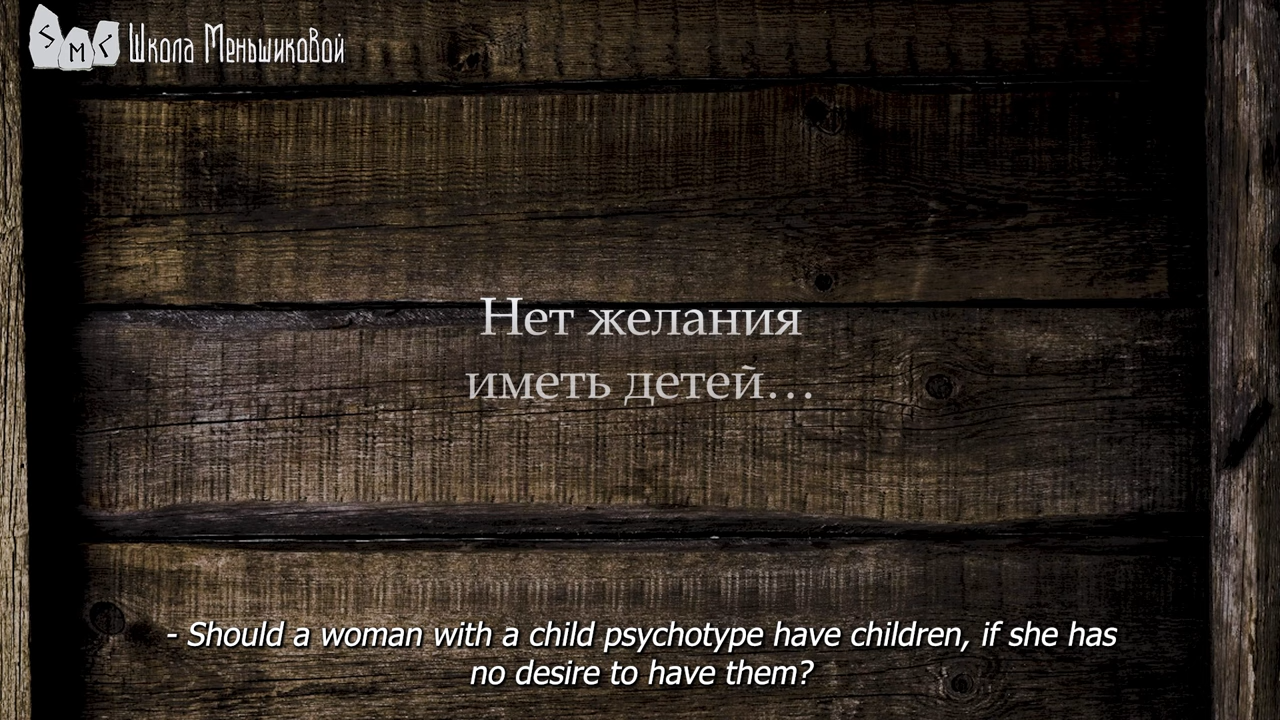 SMC Школа Меньшиковой
Нет желания
иметь детей...
- Should a woman with a child psychotype have children, if she has
no desire to have them?